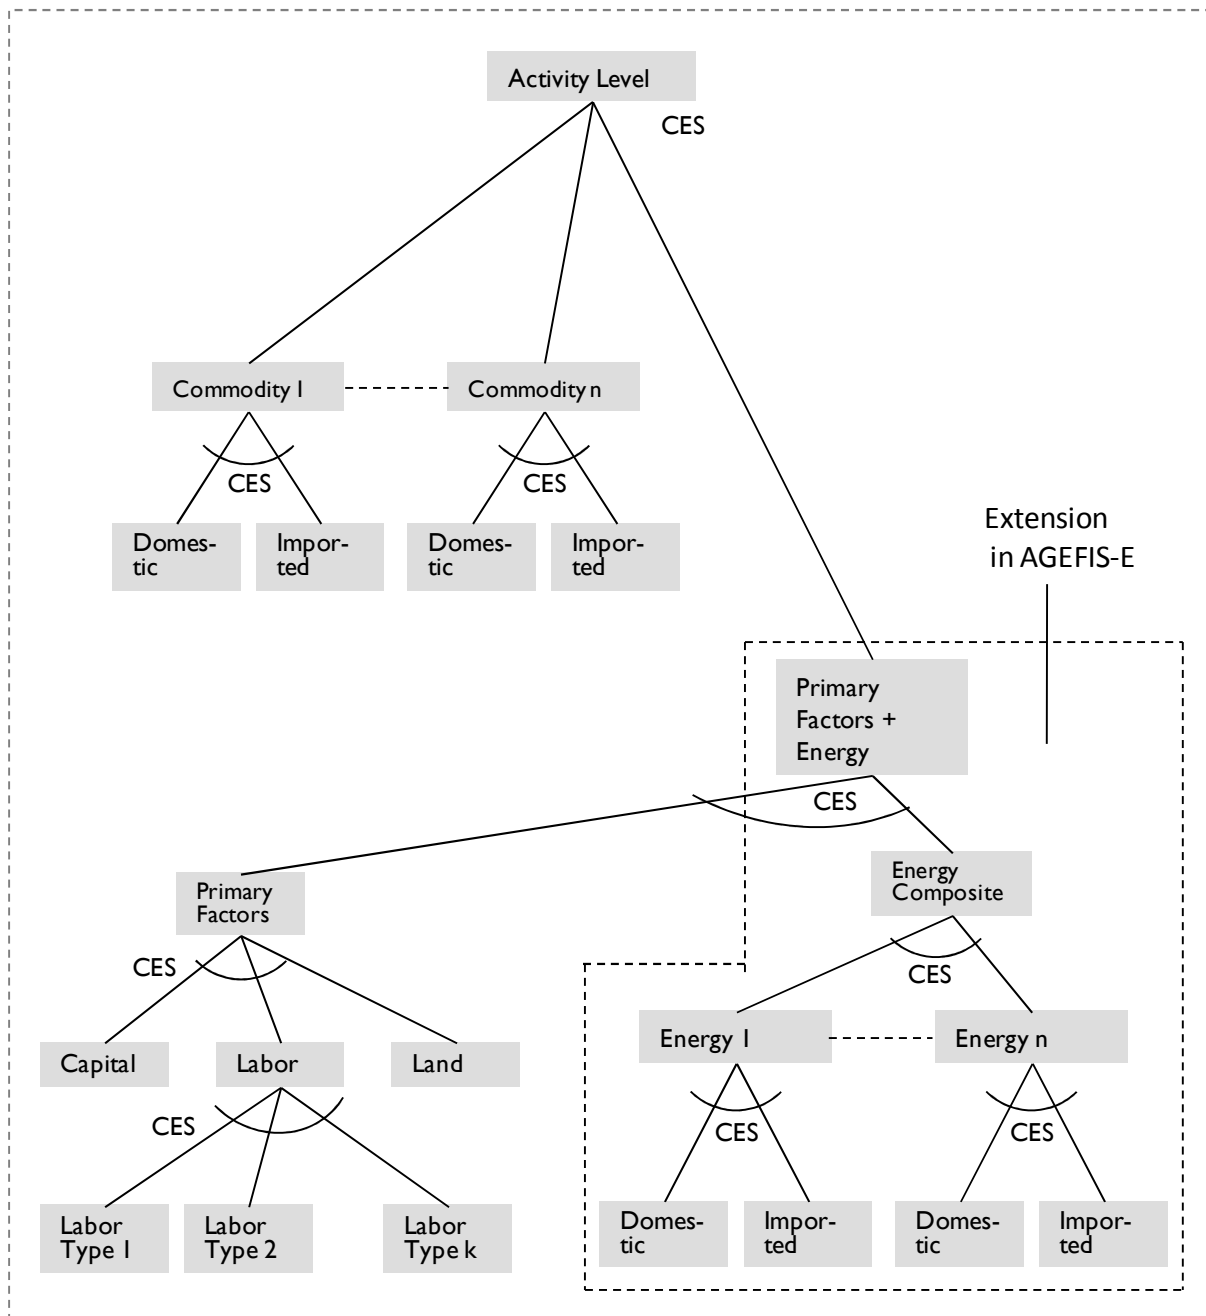 Activity Level
CES
Commodity 1
Commodity n
CES
CES
Domes-
tic
Impor-
ted
Domes-
tic
Impor-
ted
Extension
in AGEFIS-E
Primary
Factors +
Energy
CES
Primary
Factors
Energy
Composite
CES
CES
Capital
Labor
Land
Energy 1
Energy n
CES
CES
CES
Labor
Type 1
Labor
Type 2
Labor
Type k
Domes-
tic
Impor-
ted
Domes-
tic
Impor-
ted